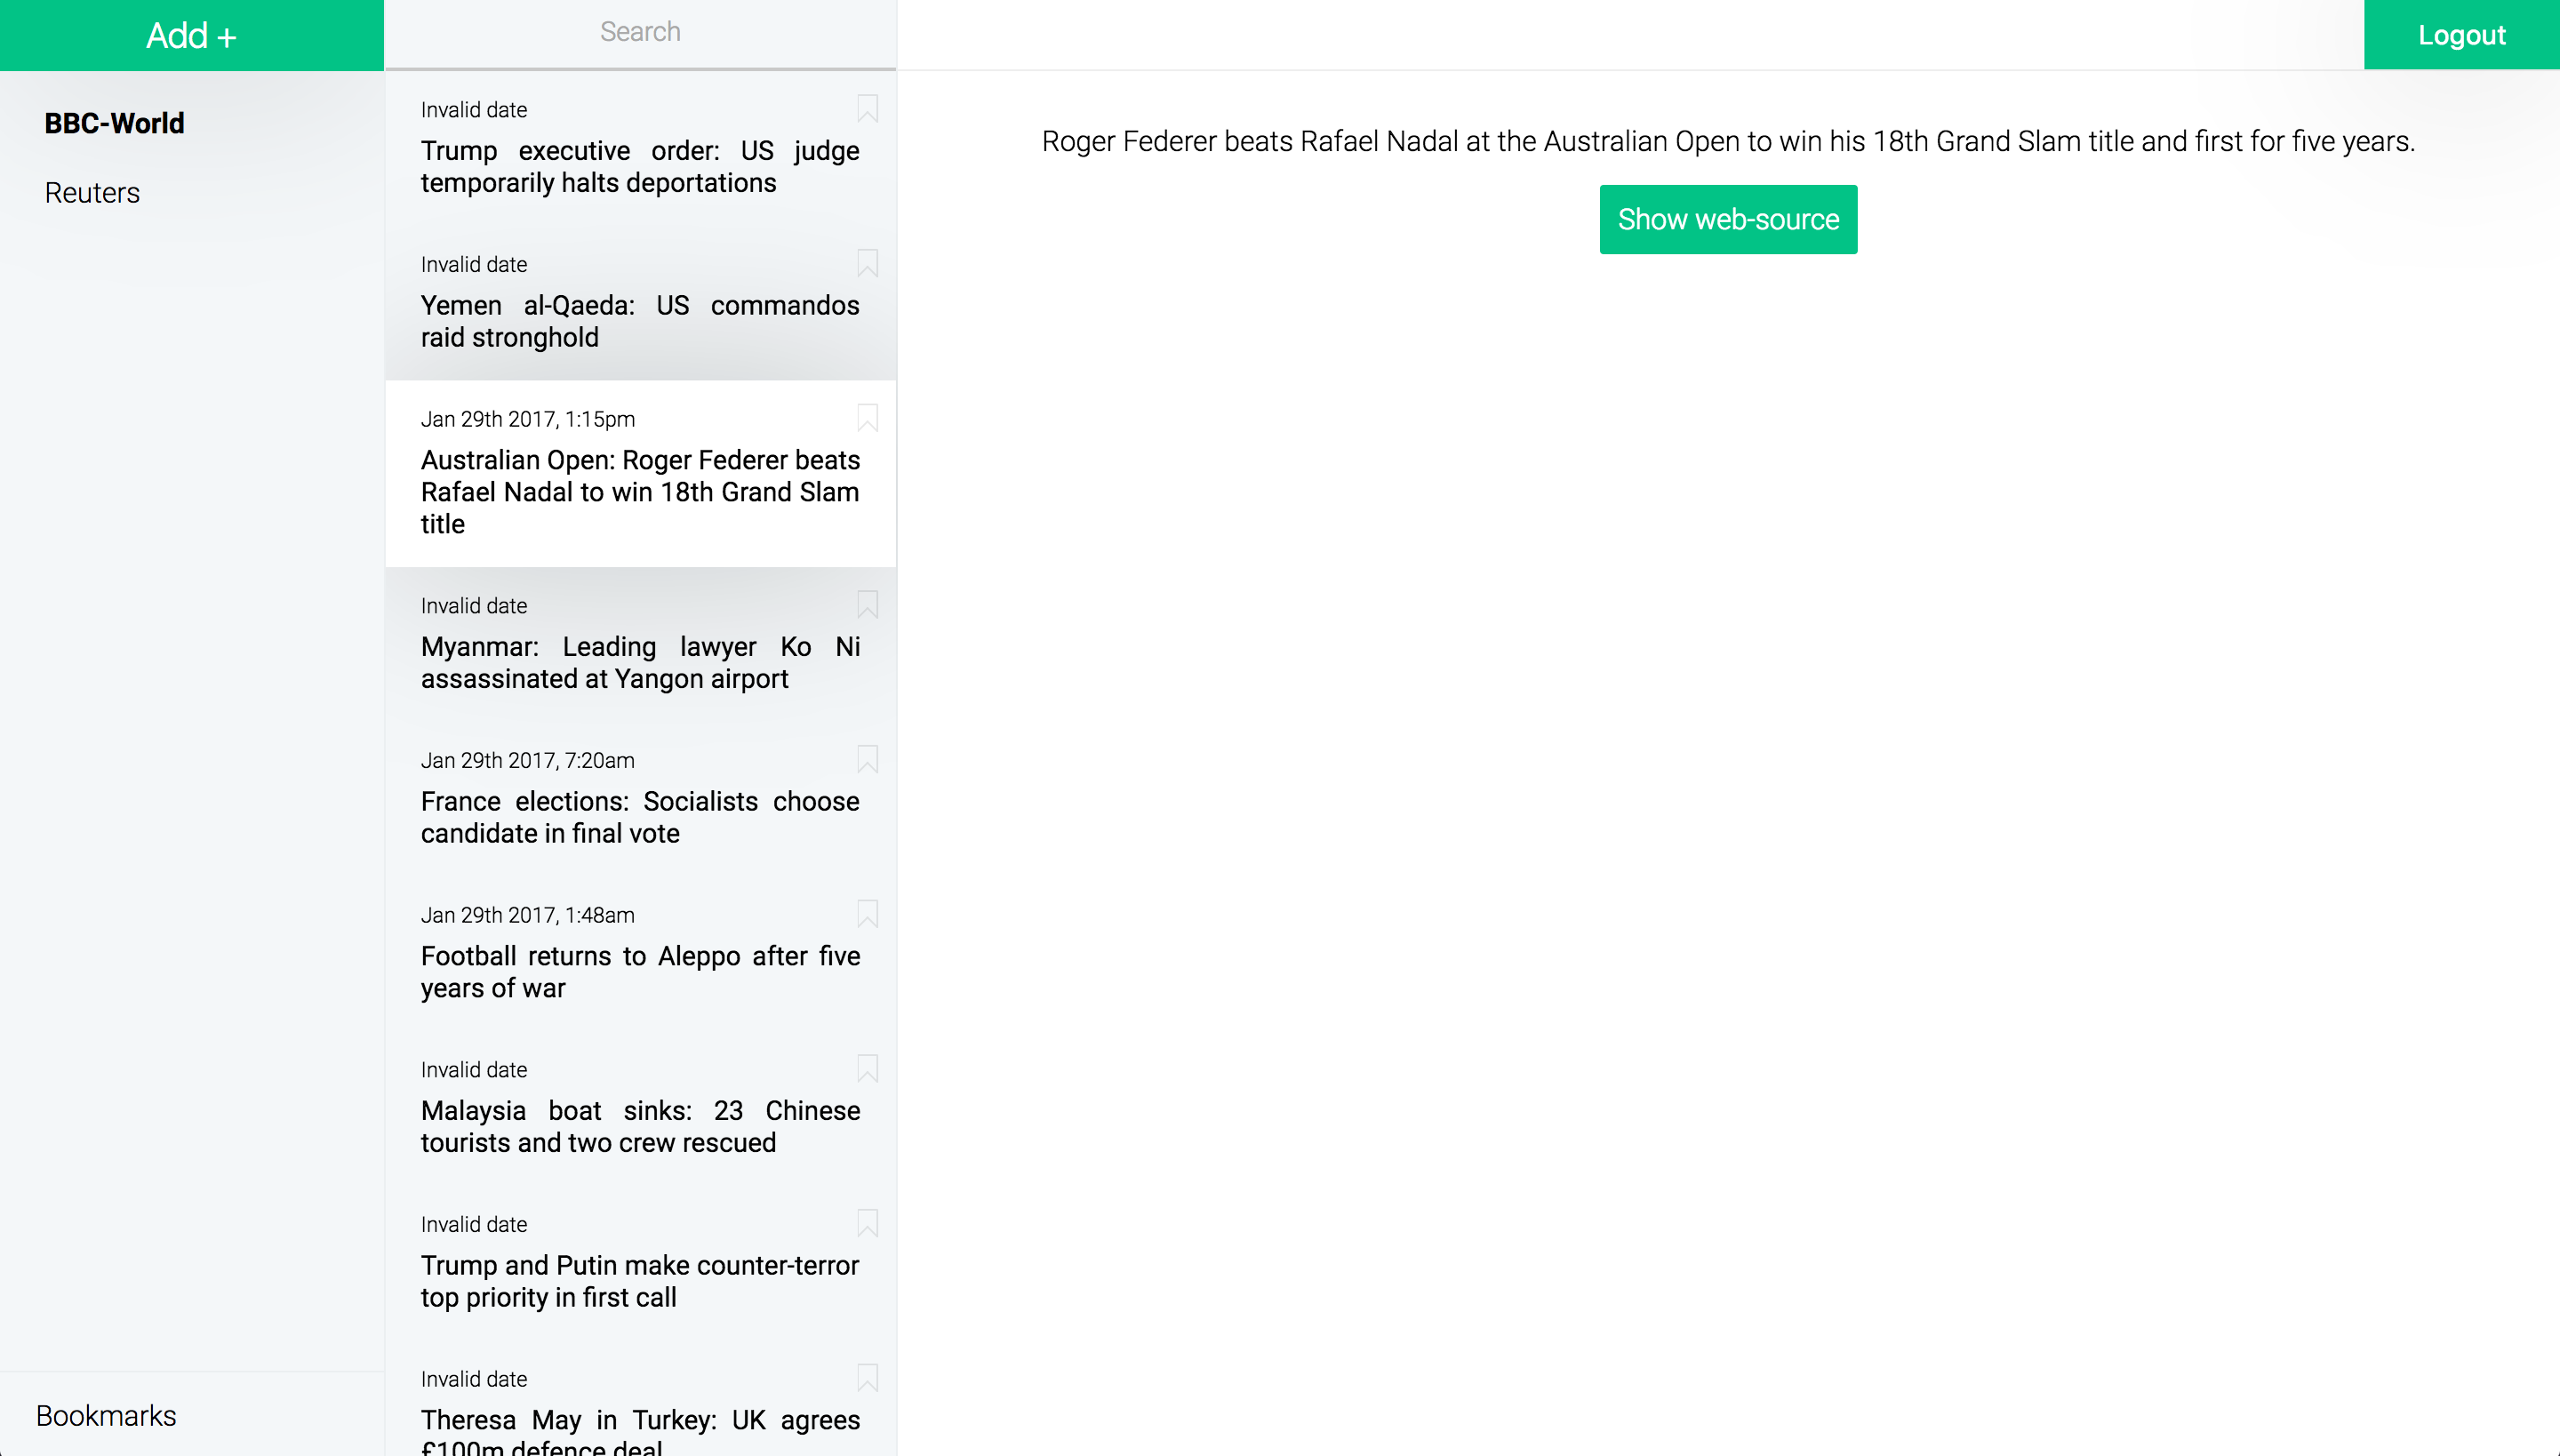 Add +
BBC-World
Reuters
Bookmarks
Search
Invalid date
Trump executive order: US judge
temporarily halts deportations
Invalid date
Yemen al-Qaeda: US commandos
raid stronghold
Jan 29th 2017, 1:15pm
Australian Open: Roger Federer beats
Rafael Nadal to win 18th Grand Slam
title
Invalid date
Myanmar: Leading lawyer Ko Ni
assassinated at Yangon airport
Jan 29th 2017, 7:20am
France elections: Socialists choose
candidate in final vote
Jan 29th 2017, 1:48am
Football returns to Aleppo after five
years of war
Invalid date
Malaysia boat sinks: 23 Chinese
tourists and two crew rescued
Invalid date
Trump and Putin make counter-terror
top priority in first call
Invalid date
Theresa May in Turkey: UK agrees
£100m defence deal
Logout
Roger Federer beats Rafael Nadal at the Australian Open to win his 18th Grand Slam title and first for five years.
Show web-source